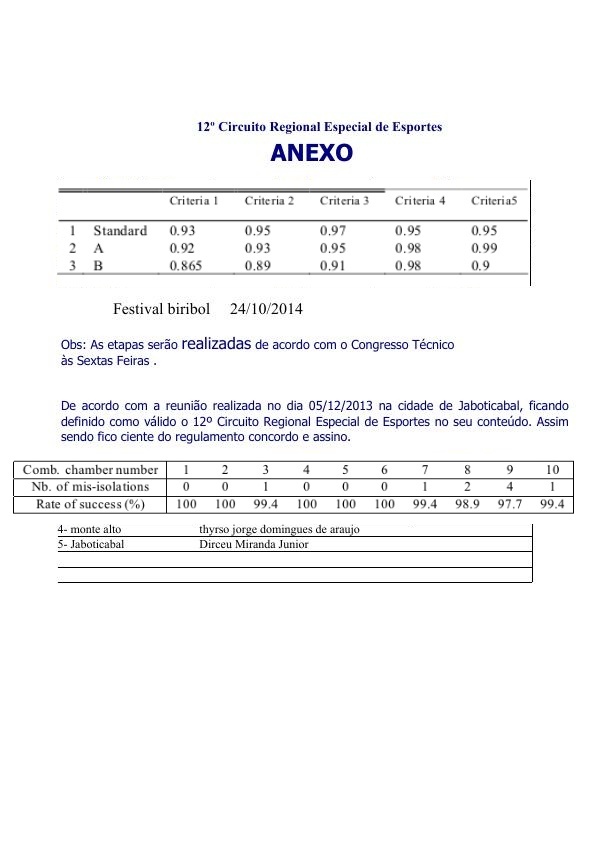 12º Circuito Regional Especial de Esportes
ANEXO
Criteria 1 Criteria 2 Criteria 3 Criteria 4 Criteria5
1 Standard 0.93 0.95 0.97 0.95 0.95
2 A 0.92 0.93 0.95 0.98 0.99
3 B 0.865 0.89 0.91 0.98 0.9
Festival biribol 24/10/2014
Obs: As etapas serão realizadas de acordo com o Congresso Técnico
às Sextas Feiras .
De acordo com a reunião realizada no dia 05/12/2013 na cidade de Jaboticabal, ficando
definido como válido o 12º Circuito Regional Especial de Esportes no seu conteúdo. Assim
sendo fico ciente do regulamento concordo e assino.
Comb. chamber number 1 2 3 4 5 6 7 8 9 10
Nb. of mis-isolations 0 0 1 0 0 0 1 2 4 1
Rate of success (%) 100 100 99.4 100 100 100 99.4 98.9 97.7 99.4
4- monte alto thyrso jorge domingues de araujo
5- Jaboticabal Dirceu Miranda Junior